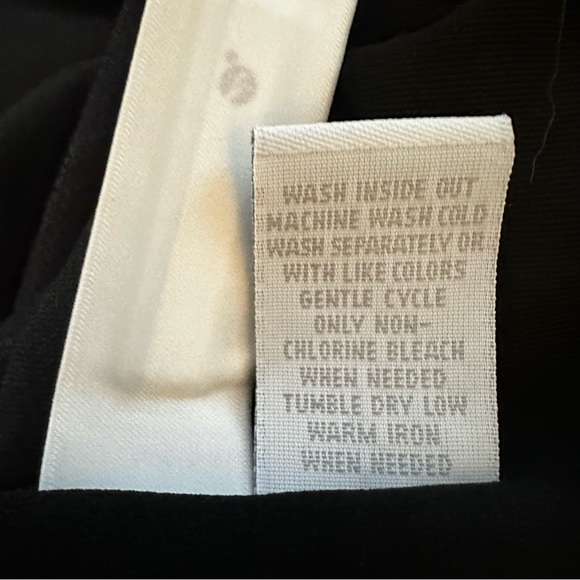 WASH INSIDE OUT
MACHINE WASH COLD
WASH SEPARATELY OR
WITH LIKE COLORS
GENTLE CYCLE
ONLY NON-
CHLORINE BLEACH
WHEN NEEDED
TUMBLE DRY LOW
WARM IRON
WHEN NEEDED